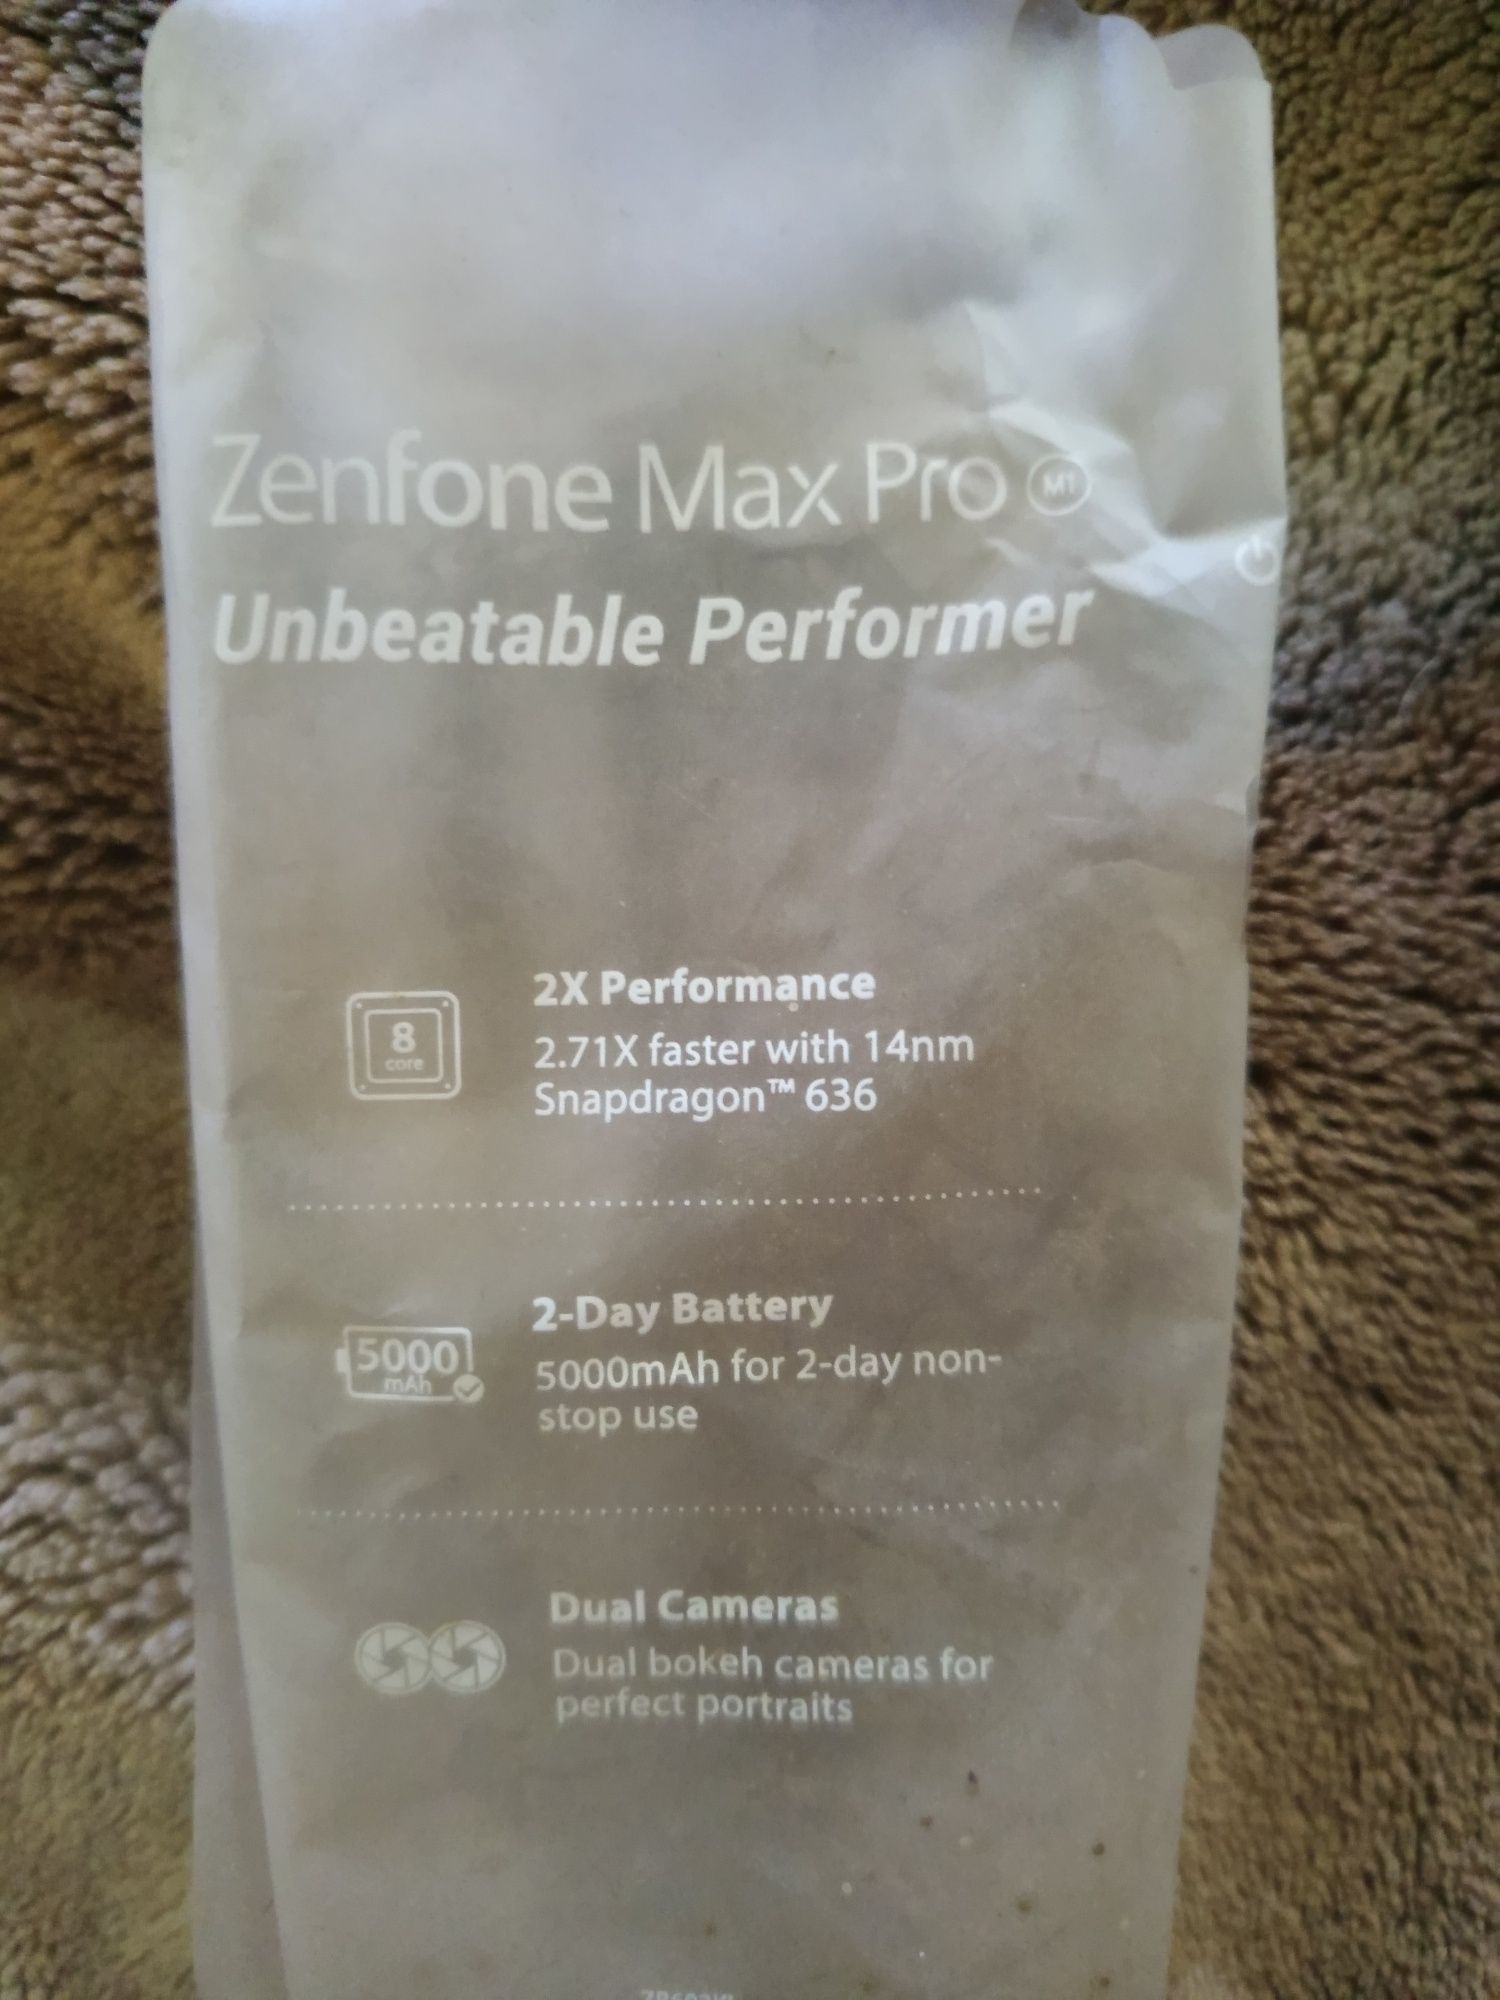 Zenfone Max Pro M1
Unbeatable Performer
8
core
2X Performance
2.71X faster with 14nm
Snapdragon™ 636
5000
mAh
2-Day Battery
5000mAh for 2-day non-
stop use
Dual Cameras
Dual bokeh cameras for
perfect portraits